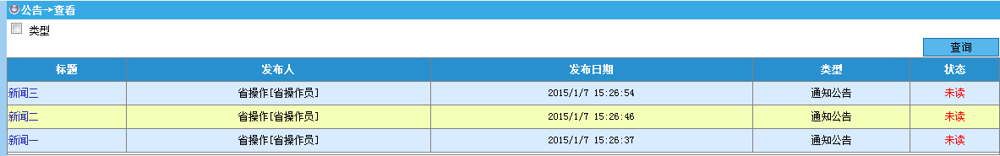 公告→查看
类型
查询
标题 发布人 发布日期 类型 状态
新闻三 省操作[省操作员] 2015/1/7 15:26:54 通知公告 未读
新闻二 省操作[省操作员] 2015/1/7 15:26:46 通知公告 未读
新闻一 省操作[省操作员] 2015/1/7 15:26:37 通知公告 未读